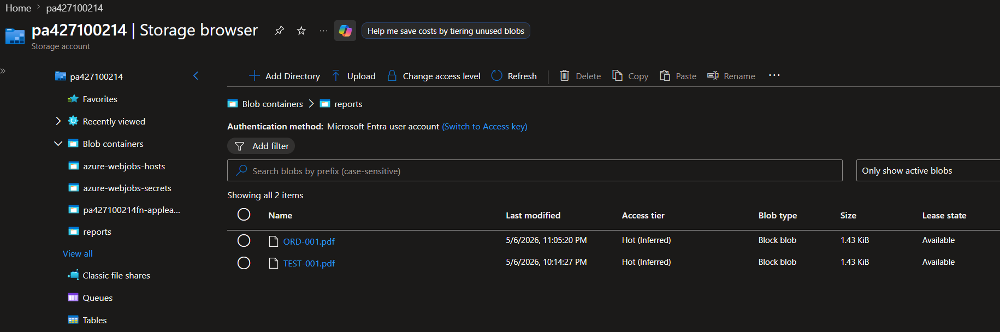 Home > pa427100214
pa427100214 | Storage browser
Help me save costs by tiering unused blobs
Storage account
pa427100214
Favorites
Recently viewed
Blob containers
azure-webjobs-hosts
azure-webjobs-secrets
pa427100214fn-applea...
reports
View all
Classic file shares
Queues
Tables
Add Directory Upload Change access level Refresh Delete Copy Paste Rename
Blob containers > reports
Authentication method: Microsoft Entra user account (Switch to Access key)
Add filter
Search blobs by prefix (case-sensitive) Only show active blobs
Showing all 2 items
Name Last modified Access tier Blob type Size Lease state
ORD-001.pdf 5/6/2026, 11:05:20 PM Hot (Inferred) Block blob 1.43 KiB Available
TEST-001.pdf 5/6/2026, 10:14:27 PM Hot (Inferred) Block blob 1.43 KiB Available